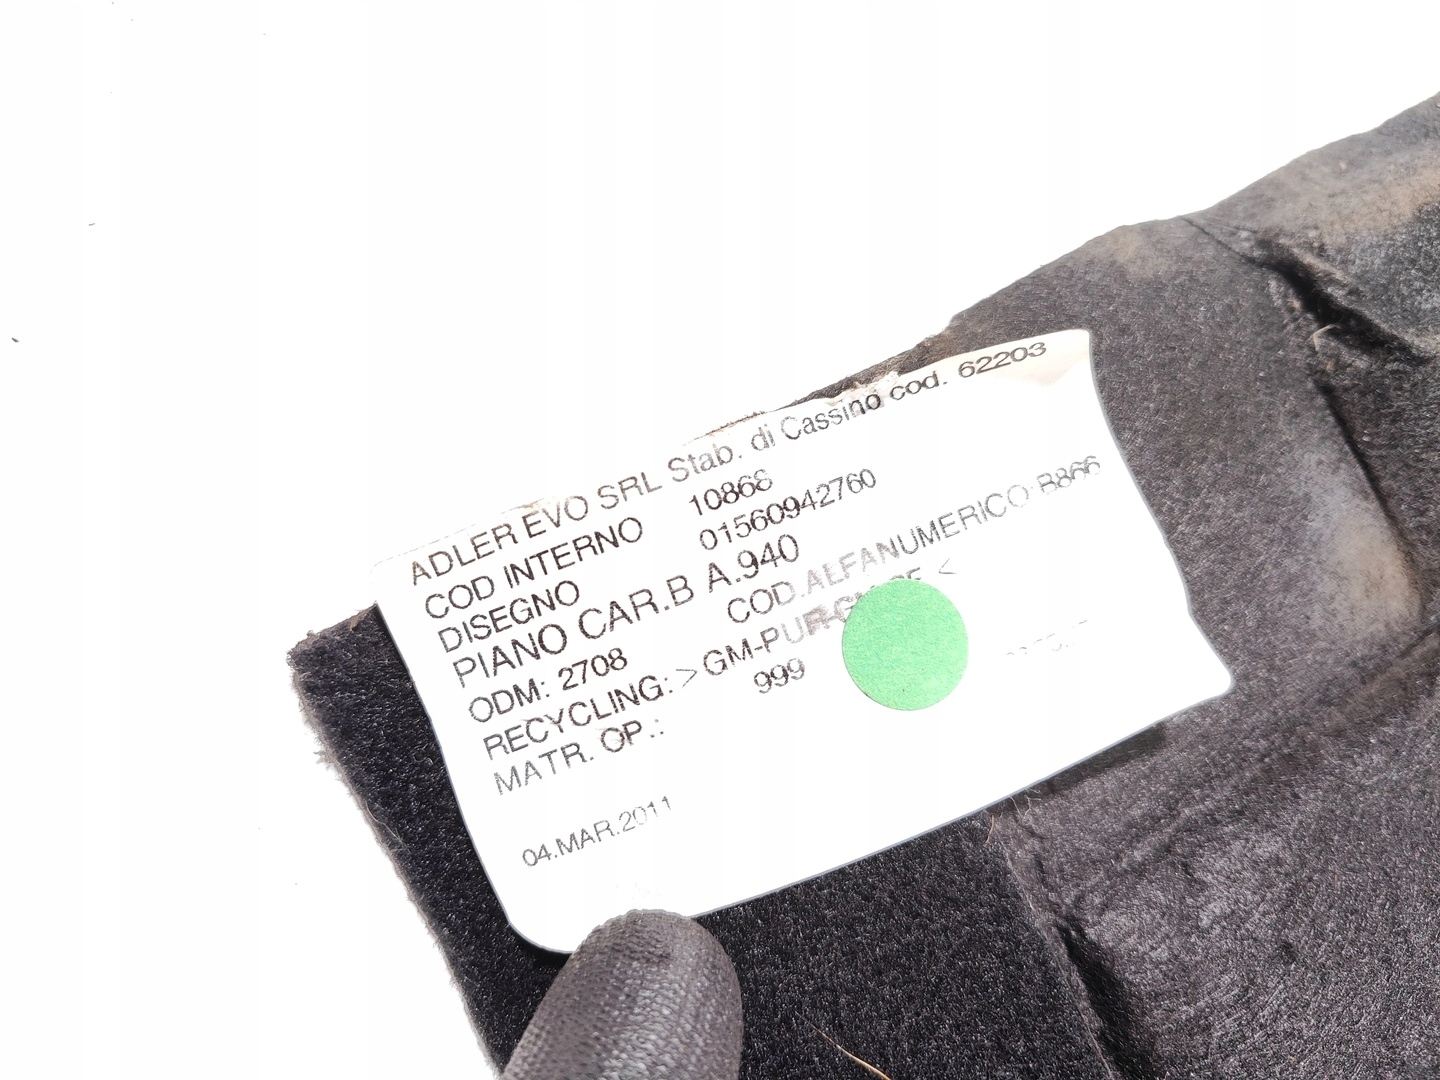 ADLER EVO SRL Stab. di Cassino cod. 62203
COD INTERNO 10868
DISEGNO 01560942760
PIANO CAR.B A.940
ODM: 2708 COD.ALFANUMERICO B866
RECYCLING: > GM-PUR- <
MATR. OP.: 999
04.MAR.2011